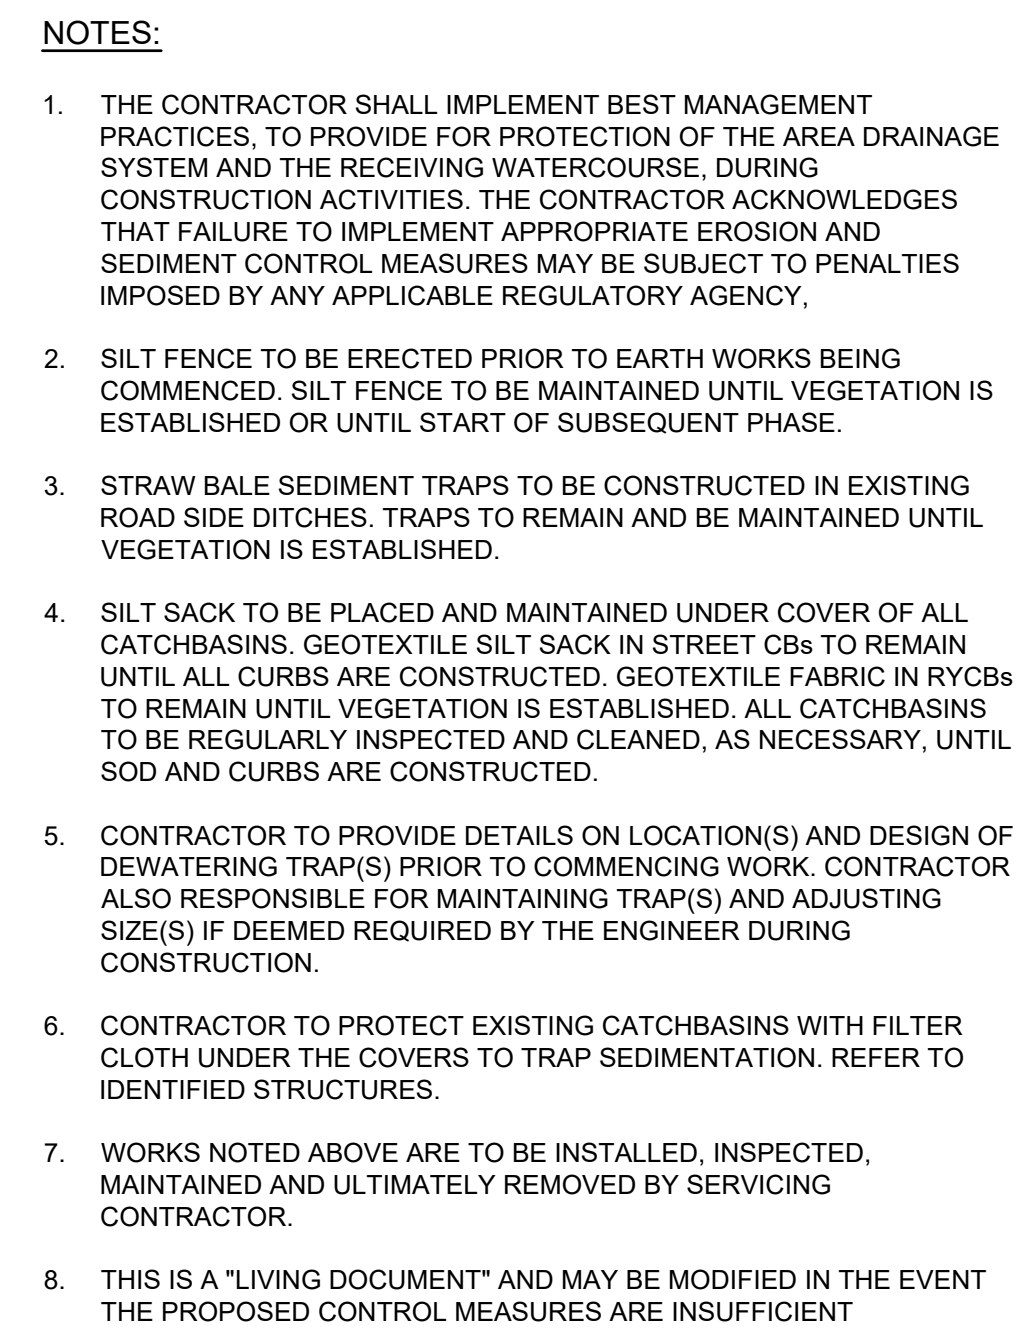 NOTES:
1. THE CONTRACTOR SHALL IMPLEMENT BEST MANAGEMENT
PRACTICES, TO PROVIDE FOR PROTECTION OF THE AREA DRAINAGE
SYSTEM AND THE RECEIVING WATERCOURSE, DURING
CONSTRUCTION ACTIVITIES. THE CONTRACTOR ACKNOWLEDGES
THAT FAILURE TO IMPLEMENT APPROPRIATE EROSION AND
SEDIMENT CONTROL MEASURES MAY BE SUBJECT TO PENALTIES
IMPOSED BY ANY APPLICABLE REGULATORY AGENCY,
2. SILT FENCE TO BE ERECTED PRIOR TO EARTH WORKS BEING
COMMENCED. SILT FENCE TO BE MAINTAINED UNTIL VEGETATION IS
ESTABLISHED OR UNTIL START OF SUBSEQUENT PHASE.
3. STRAW BALE SEDIMENT TRAPS TO BE CONSTRUCTED IN EXISTING
ROAD SIDE DITCHES. TRAPS TO REMAIN AND BE MAINTAINED UNTIL
VEGETATION IS ESTABLISHED.
4. SILT SACK TO BE PLACED AND MAINTAINED UNDER COVER OF ALL
CATCHBASINS. GEOTEXTILE SILT SACK IN STREET CBs TO REMAIN
UNTIL ALL CURBS ARE CONSTRUCTED. GEOTEXTILE FABRIC IN RYCBs
TO REMAIN UNTIL VEGETATION IS ESTABLISHED. ALL CATCHBASINS
TO BE REGULARLY INSPECTED AND CLEANED, AS NECESSARY, UNTIL
SOD AND CURBS ARE CONSTRUCTED.
5. CONTRACTOR TO PROVIDE DETAILS ON LOCATION(S) AND DESIGN OF
DEWATERING TRAP(S) PRIOR TO COMMENCING WORK. CONTRACTOR
ALSO RESPONSIBLE FOR MAINTAINING TRAP(S) AND ADJUSTING
SIZE(S) IF DEEMED REQUIRED BY THE ENGINEER DURING
CONSTRUCTION.
6. CONTRACTOR TO PROTECT EXISTING CATCHBASINS WITH FILTER
CLOTH UNDER THE COVERS TO TRAP SEDIMENTATION. REFER TO
IDENTIFIED STRUCTURES.
7. WORKS NOTED ABOVE ARE TO BE INSTALLED, INSPECTED,
MAINTAINED AND ULTIMATELY REMOVED BY SERVICING
CONTRACTOR.
8. THIS IS A "LIVING DOCUMENT" AND MAY BE MODIFIED IN THE EVENT
THE PROPOSED CONTROL MEASURES ARE INSUFFICIENT